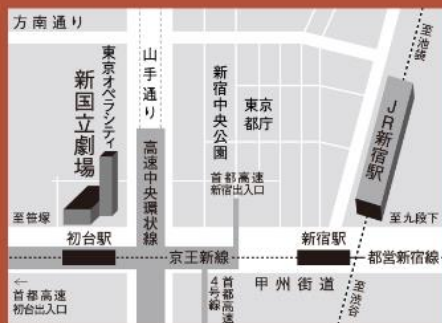 方南通り
山手通り
東京オペラシティ
新国立劇場
高速中央環状線
新宿中央公園
東京
都庁
首都高速
新宿出入口
至池袋
JR新宿駅
至笹塚
至九段下
初台駅
京王新線
新宿駅
都営新宿線
←
首都高速
初台出入口
首都高速
4号線
甲州街道
至渋谷